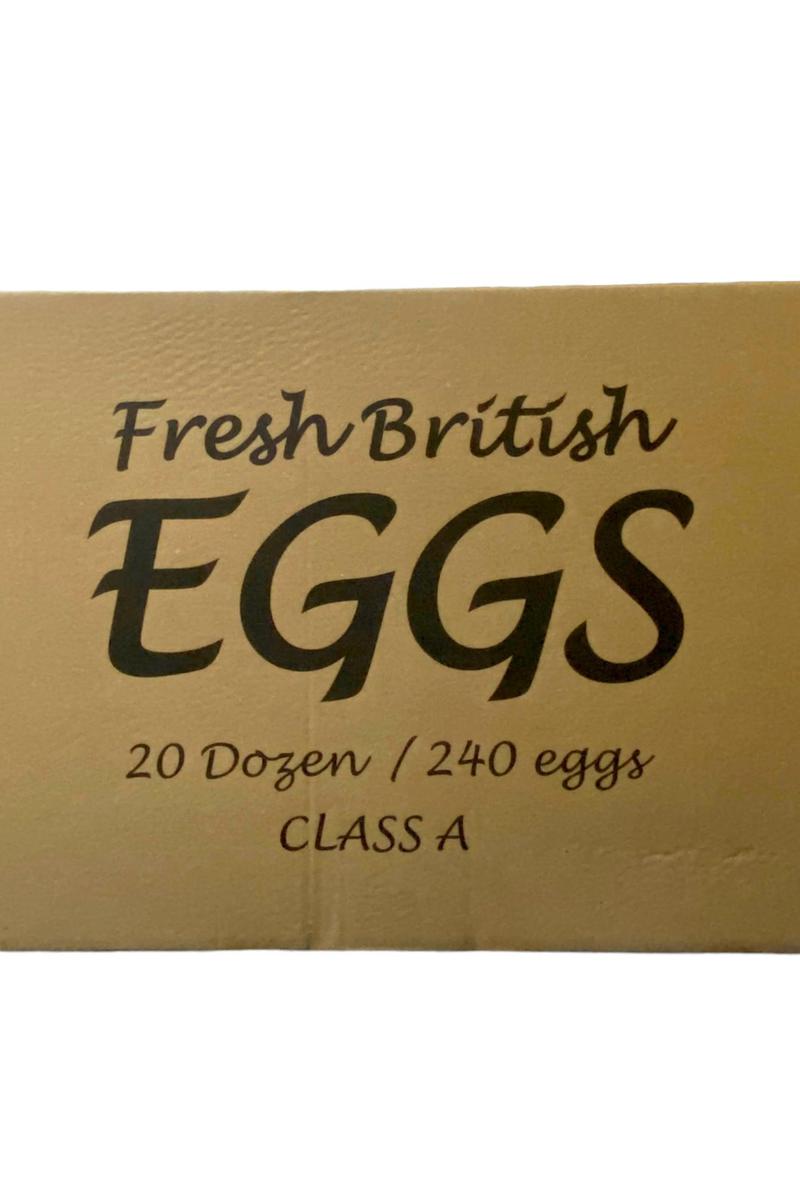 Fresh British
EGGS
20 Dozen / 240 eggs
CLASS A